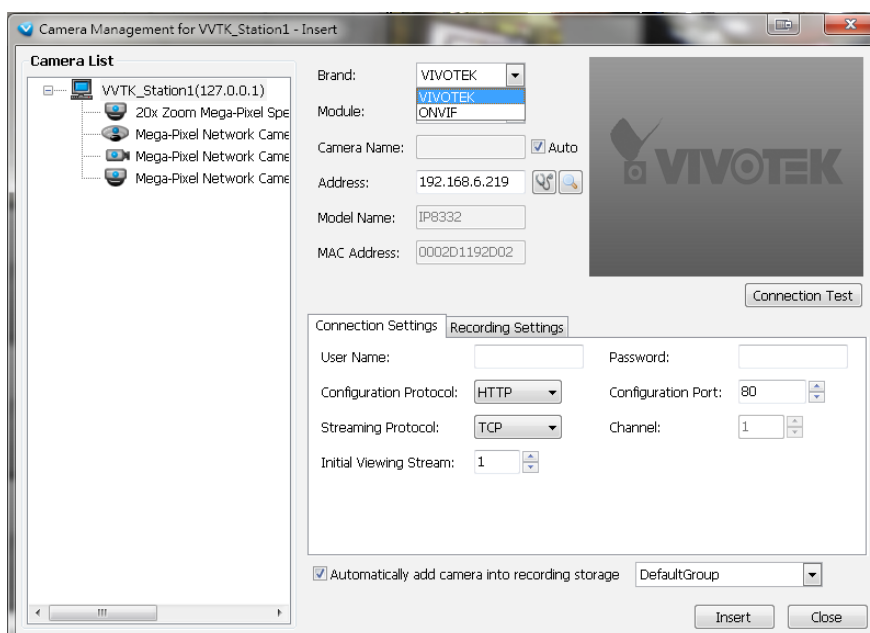 Camera Management for VVTK_Station1 - Insert
Camera List
VVTK_Station1(127.0.0.1)
20x Zoom Mega-Pixel Spe
Mega-Pixel Network Came
Mega-Pixel Network Came
Mega-Pixel Network Came
Brand: VIVOTEK
VIVOTEK
ONVIF
Module:
Camera Name: Auto
Address: 192.168.6.219
Model Name: IP8332
MAC Address: 0002D1192D02
VIVOTEK
Connection Test
Connection Settings Recording Settings
User Name: Password:
Configuration Protocol: HTTP Configuration Port: 80
Streaming Protocol: TCP Channel: 1
Initial Viewing Stream: 1
Automatically add camera into recording storage DefaultGroup
Insert Close